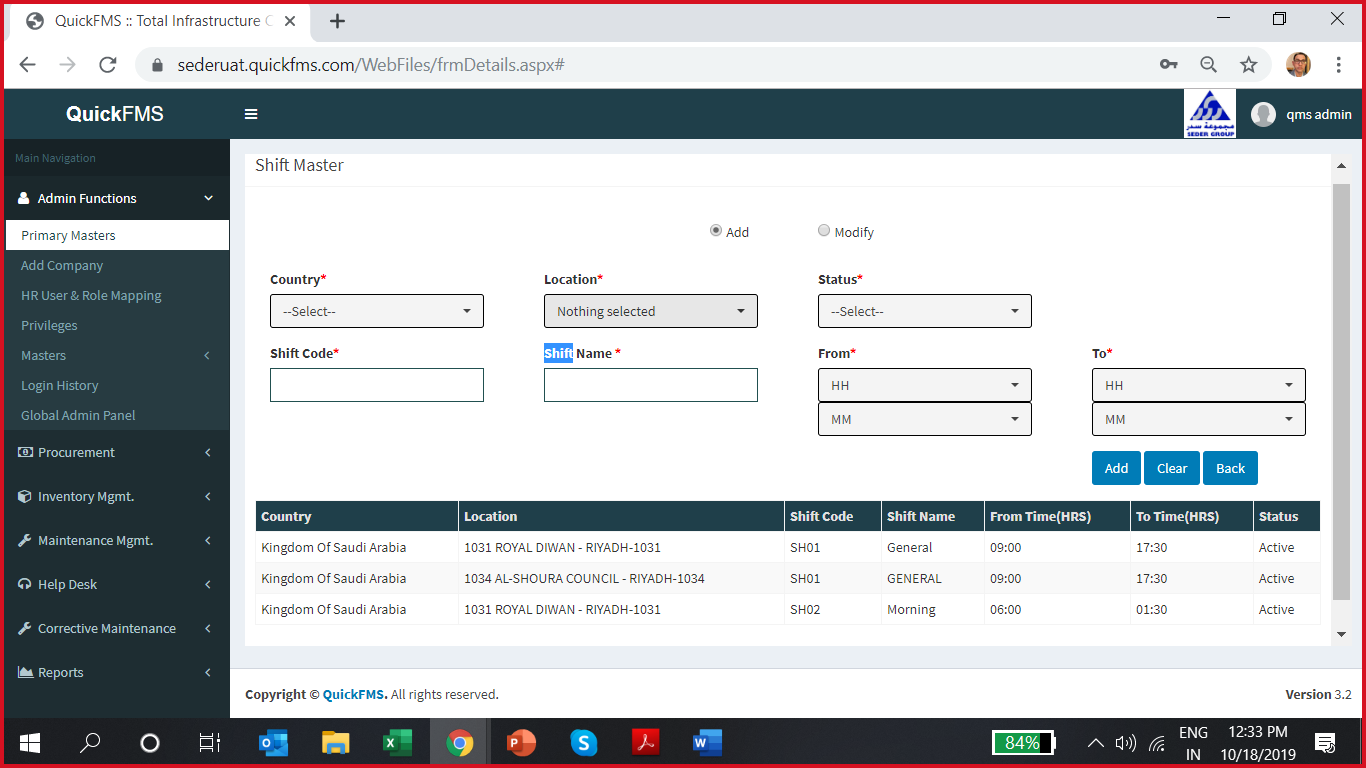 QuickFMS :: Total Infrastructure C
sederuat.quickfms.com/WebFiles/frmDetails.aspx#
QuickFMS
مجموعة سدر
SEDER GROUP
qms admin
Main Navigation
Admin Functions
Primary Masters
Add Company
HR User & Role Mapping
Privileges
Masters
Login History
Global Admin Panel
Procurement
Inventory Mgmt.
Maintenance Mgmt.
Help Desk
Corrective Maintenance
Reports
Shift Master
Add Modify
Country* Location* Status*
--Select-- Nothing selected --Select--
Shift Code* Shift Name * From* To*
HH HH
MM MM
Add Clear Back
Country Location Shift Code Shift Name From Time(HRS) To Time(HRS) Status
Kingdom Of Saudi Arabia 1031 ROYAL DIWAN - RIYADH-1031 SH01 General 09:00 17:30 Active
Kingdom Of Saudi Arabia 1034 AL-SHOURA COUNCIL - RIYADH-1034 SH01 GENERAL 09:00 17:30 Active
Kingdom Of Saudi Arabia 1031 ROYAL DIWAN - RIYADH-1031 SH02 Morning 06:00 01:30 Active
Copyright © QuickFMS. All rights reserved. Version 3.2
84% ENG 12:33 PM
IN 10/18/2019